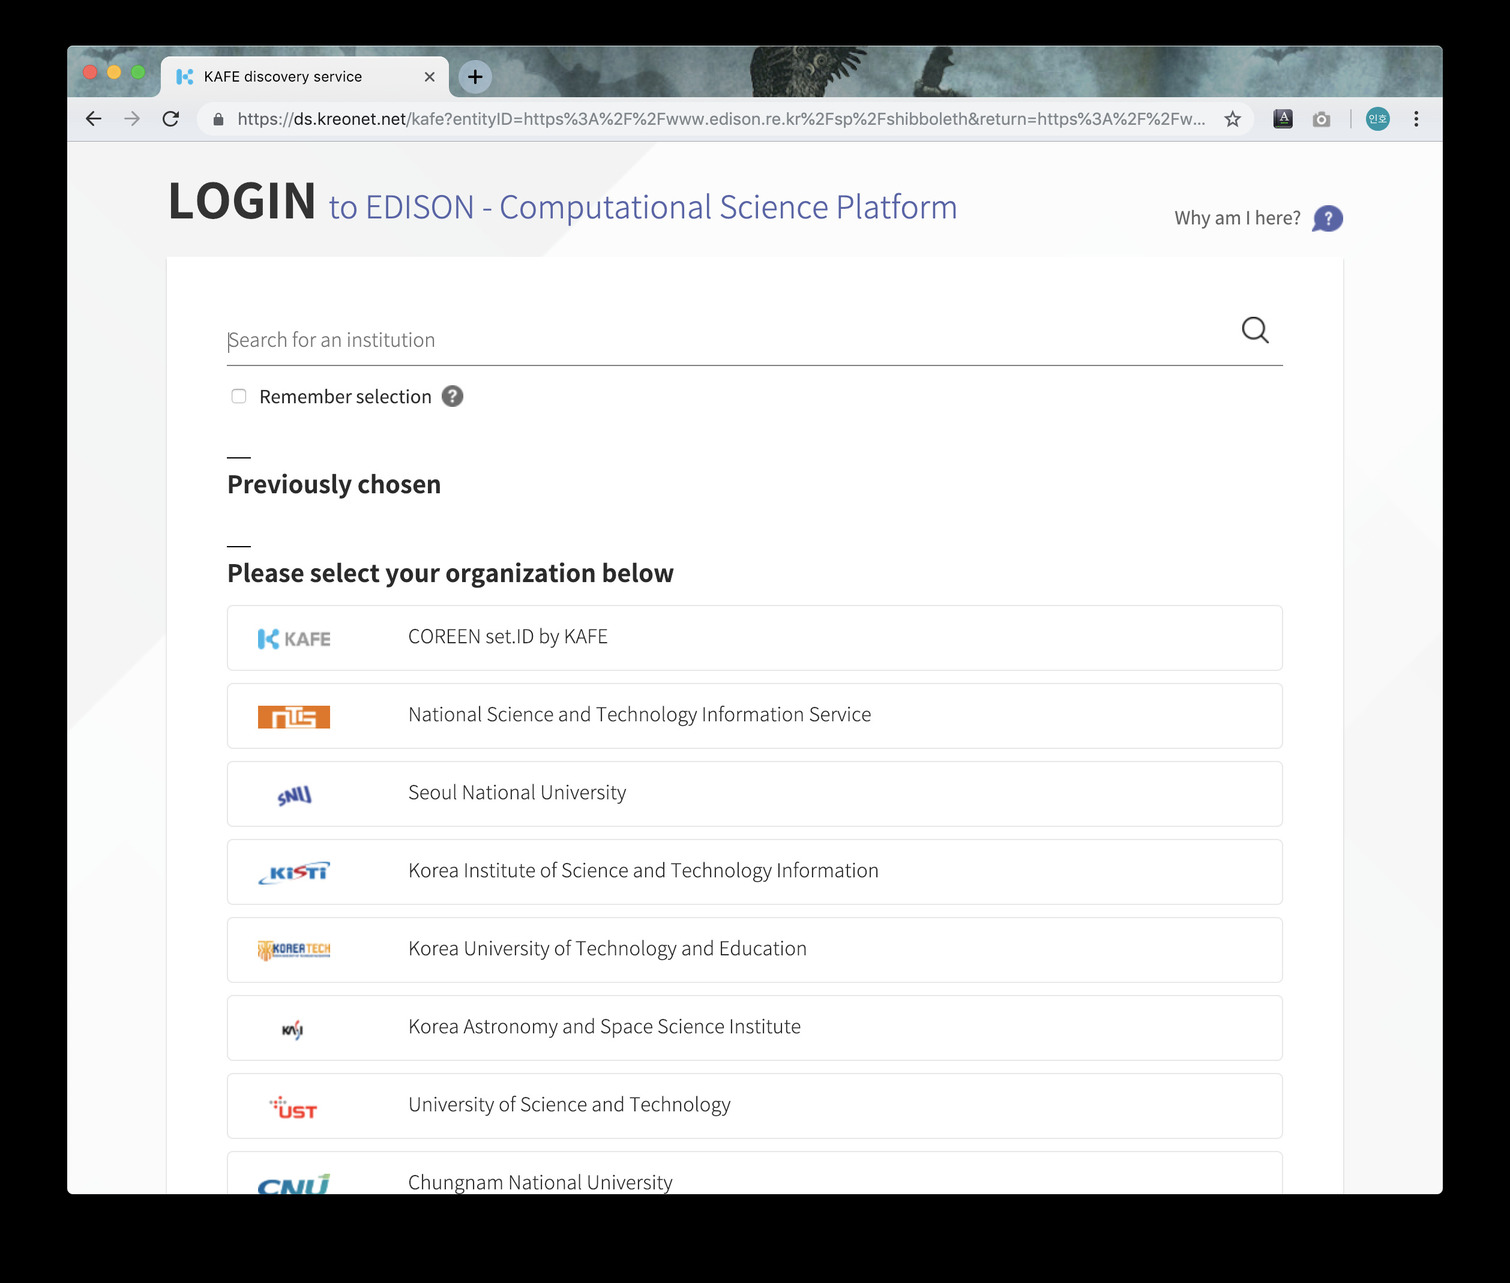 KAFE discovery service
https://ds.kreonet.net/kafe?entityID=https%3A%2F%2Fwww.edison.re.kr%2Fsp%2Fshibboleth&return=https%3A%2F%2Fw...
A
인호
LOGIN to EDISON - Computational Science Platform
Why am I here? ?
Search for an institution
Remember selection ?
Previously chosen
Please select your organization below
KAFE COREEN set.ID by KAFE
NTIS National Science and Technology Information Service
SNU Seoul National University
KiSTi Korea Institute of Science and Technology Information
KOREATECH Korea University of Technology and Education
KASI Korea Astronomy and Space Science Institute
UST University of Science and Technology
CNU Chungnam National University